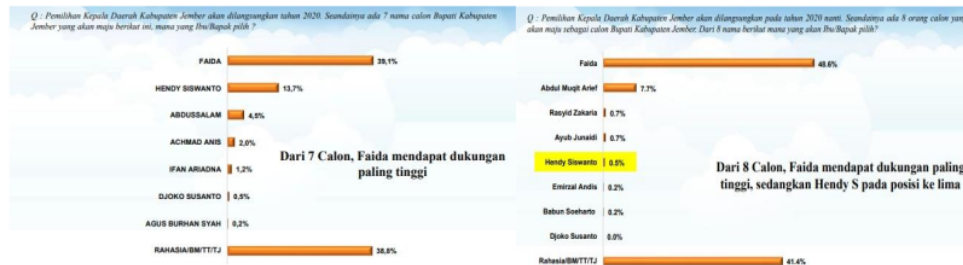 Q : Pemilihan Kepala Daerah Kabupaten Jember akan dilangsungkan tahun 2020. Seandainya ada 7 nama calon Bupati Kabupaten
Jember yang akan maju berikut ini, mana yang Ibu/Bapak pilih ?
FAIDA 39,1%
HENDY SISWANTO 13,7%
ABDUSSALAM 4,5%
ACHMAD ANIS 2,0%
IFAN ARIADNA 1,2%
DJOKO SUSANTO 0,5%
AGUS BURHAN SYAH 0,2%
RAHASIA/BM/TT/TJ 38,8%
Dari 7 Calon, Faida mendapat dukungan
paling tinggi
Q : Pemilihan Kepala Daerah Kabupaten Jember akan dilangsungkan pada tahun 2020 nanti. Seandainya ada 8 orang calon yang
akan maju sebagai calon Bupati Kabupaten Jember. Dari 8 nama berikut mana yang akan Ibu/Bapak pilih?
Faida 48.6%
Abdul Muqit Arief 7.7%
Rasyid Zakaria 0.7%
Ayub Junaidi 0.7%
Hendy Siswanto 0.5%
Emirzal Andis 0.2%
Babun Soeharto 0.2%
Djoko Susanto 0.0%
Rahasia/BM/TT/TJ 41.4%
Dari 8 Calon, Faida mendapat dukungan paling
tinggi, sedangkan Hendy S pada posisi ke lima